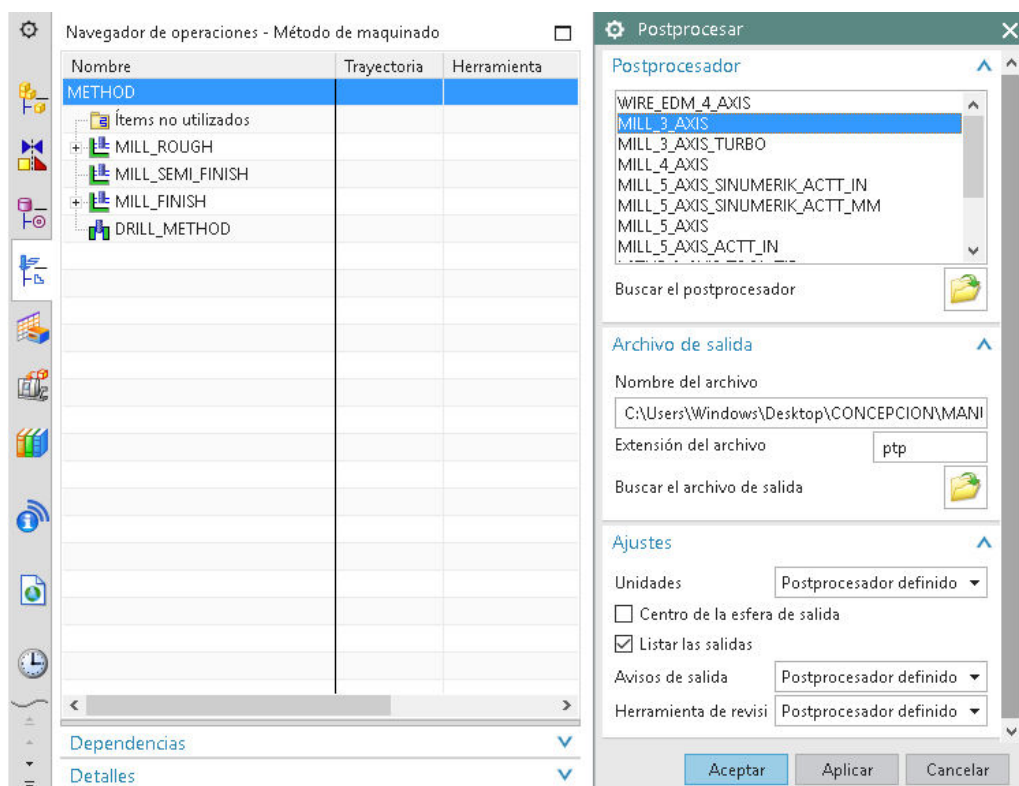 Navegador de operaciones - Método de maquinado
Nombre Trayectoria Herramienta
METHOD
Ítems no utilizados
MILL_ROUGH
MILL_SEMI_FINISH
MILL_FINISH
DRILL_METHOD
Dependencias
Detalles
Postprocesar
Postprocesador
WIRE_EDM_4_AXIS
MILL_3_AXIS
MILL_3_AXIS_TURBO
MILL_4_AXIS
MILL_5_AXIS_SINUMERIK_ACTT_IN
MILL_5_AXIS_SINUMERIK_ACTT_MM
MILL_5_AXIS
MILL_5_AXIS_ACTT_IN
Buscar el postprocesador
Archivo de salida
Nombre del archivo
C:\Users\Windows\Desktop\CONCEPCION\MANI
Extensión del archivo ptp
Buscar el archivo de salida
Ajustes
Unidades Postprocesador definido
Centro de la esfera de salida
Listar las salidas
Avisos de salida Postprocesador definido
Herramienta de revisi Postprocesador definido
Aceptar Aplicar Cancelar